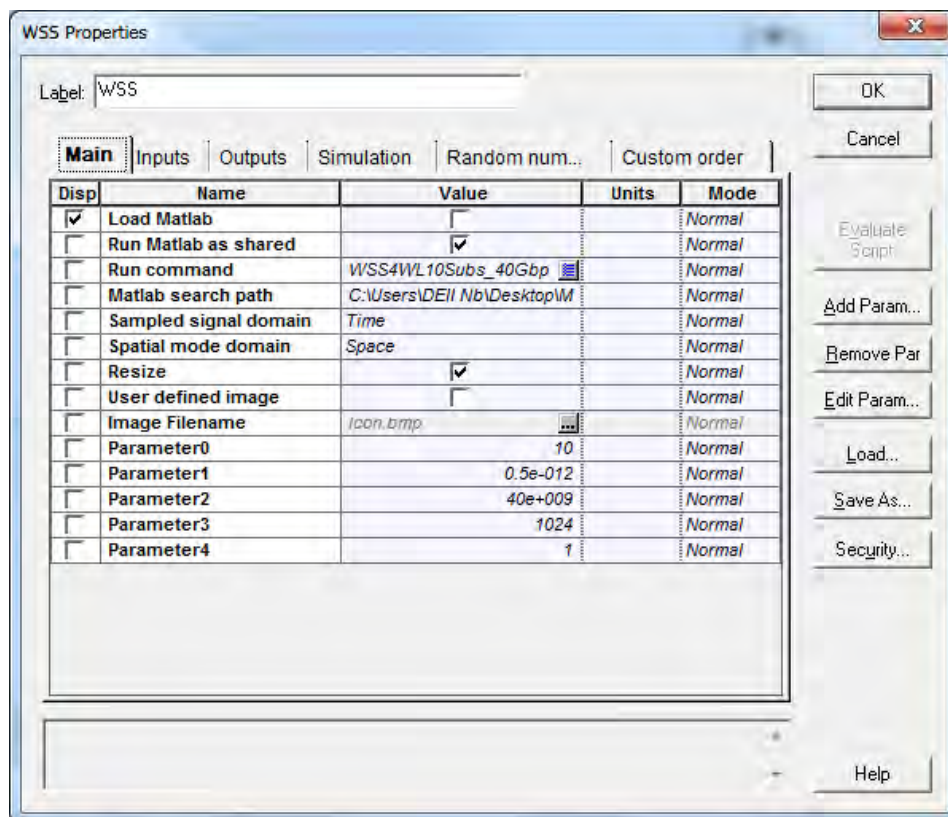 WSS Properties
Label: WSS
OK
Cancel
Main Inputs Outputs Simulation Random num... Custom order
Disp Name Value Units Mode
Load Matlab Normal
Run Matlab as shared Normal
Run command WSS4WL10Subs_40Gbp Normal
Matlab search path C:\Users\DEll Nb\Desktop\M Normal
Sampled signal domain Time Normal
Spatial mode domain Space Normal
Resize Normal
User defined image Normal
Image Filename Icon.bmp ... Normal
Parameter0 10 Normal
Parameter1 0.5e-012 Normal
Parameter2 40e+009 Normal
Parameter3 1024 Normal
Parameter4 1 Normal
Evaluate
Script
Add Param...
Remove Par
Edit Param...
Load...
Save As...
Security...
Help